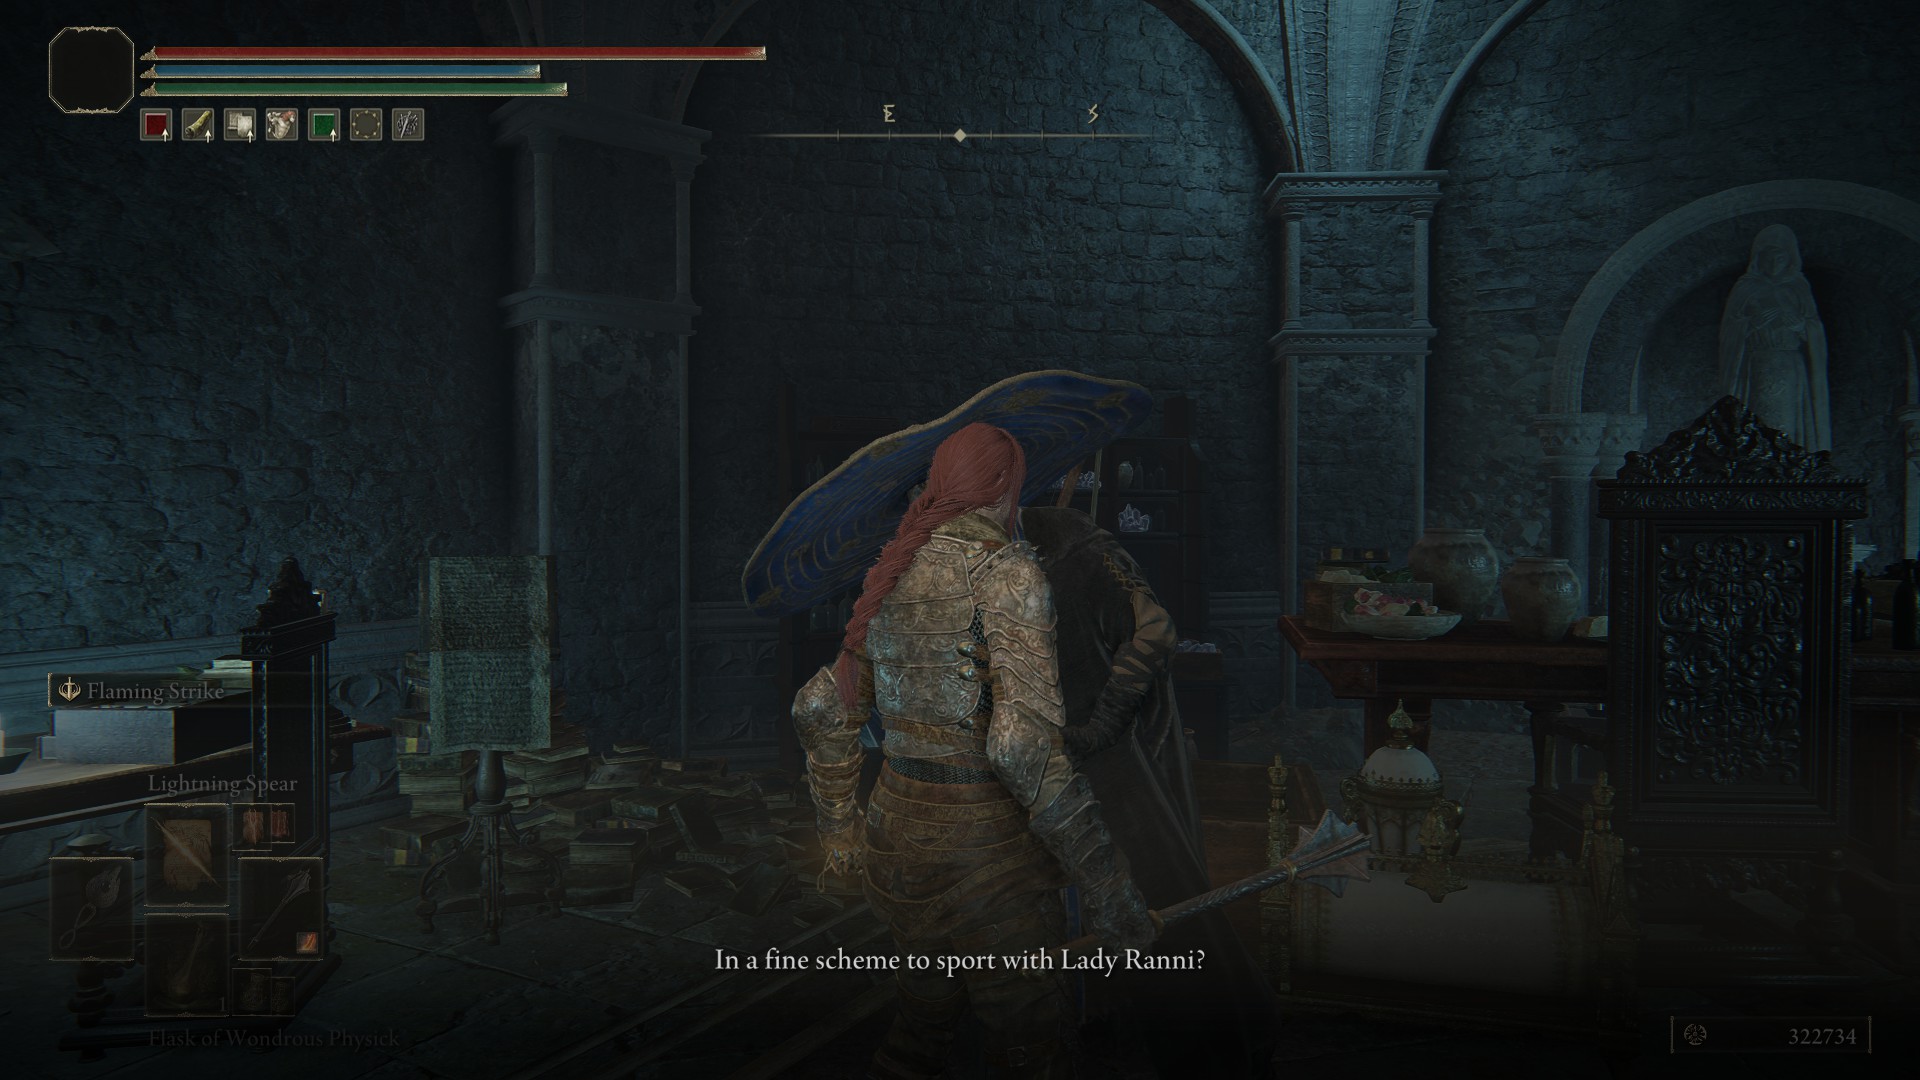 E S
Flaming Strike
Lightning Spear
In a fine scheme to sport with Lady Ranni?
1
Flask of Wondrous Physick
322734